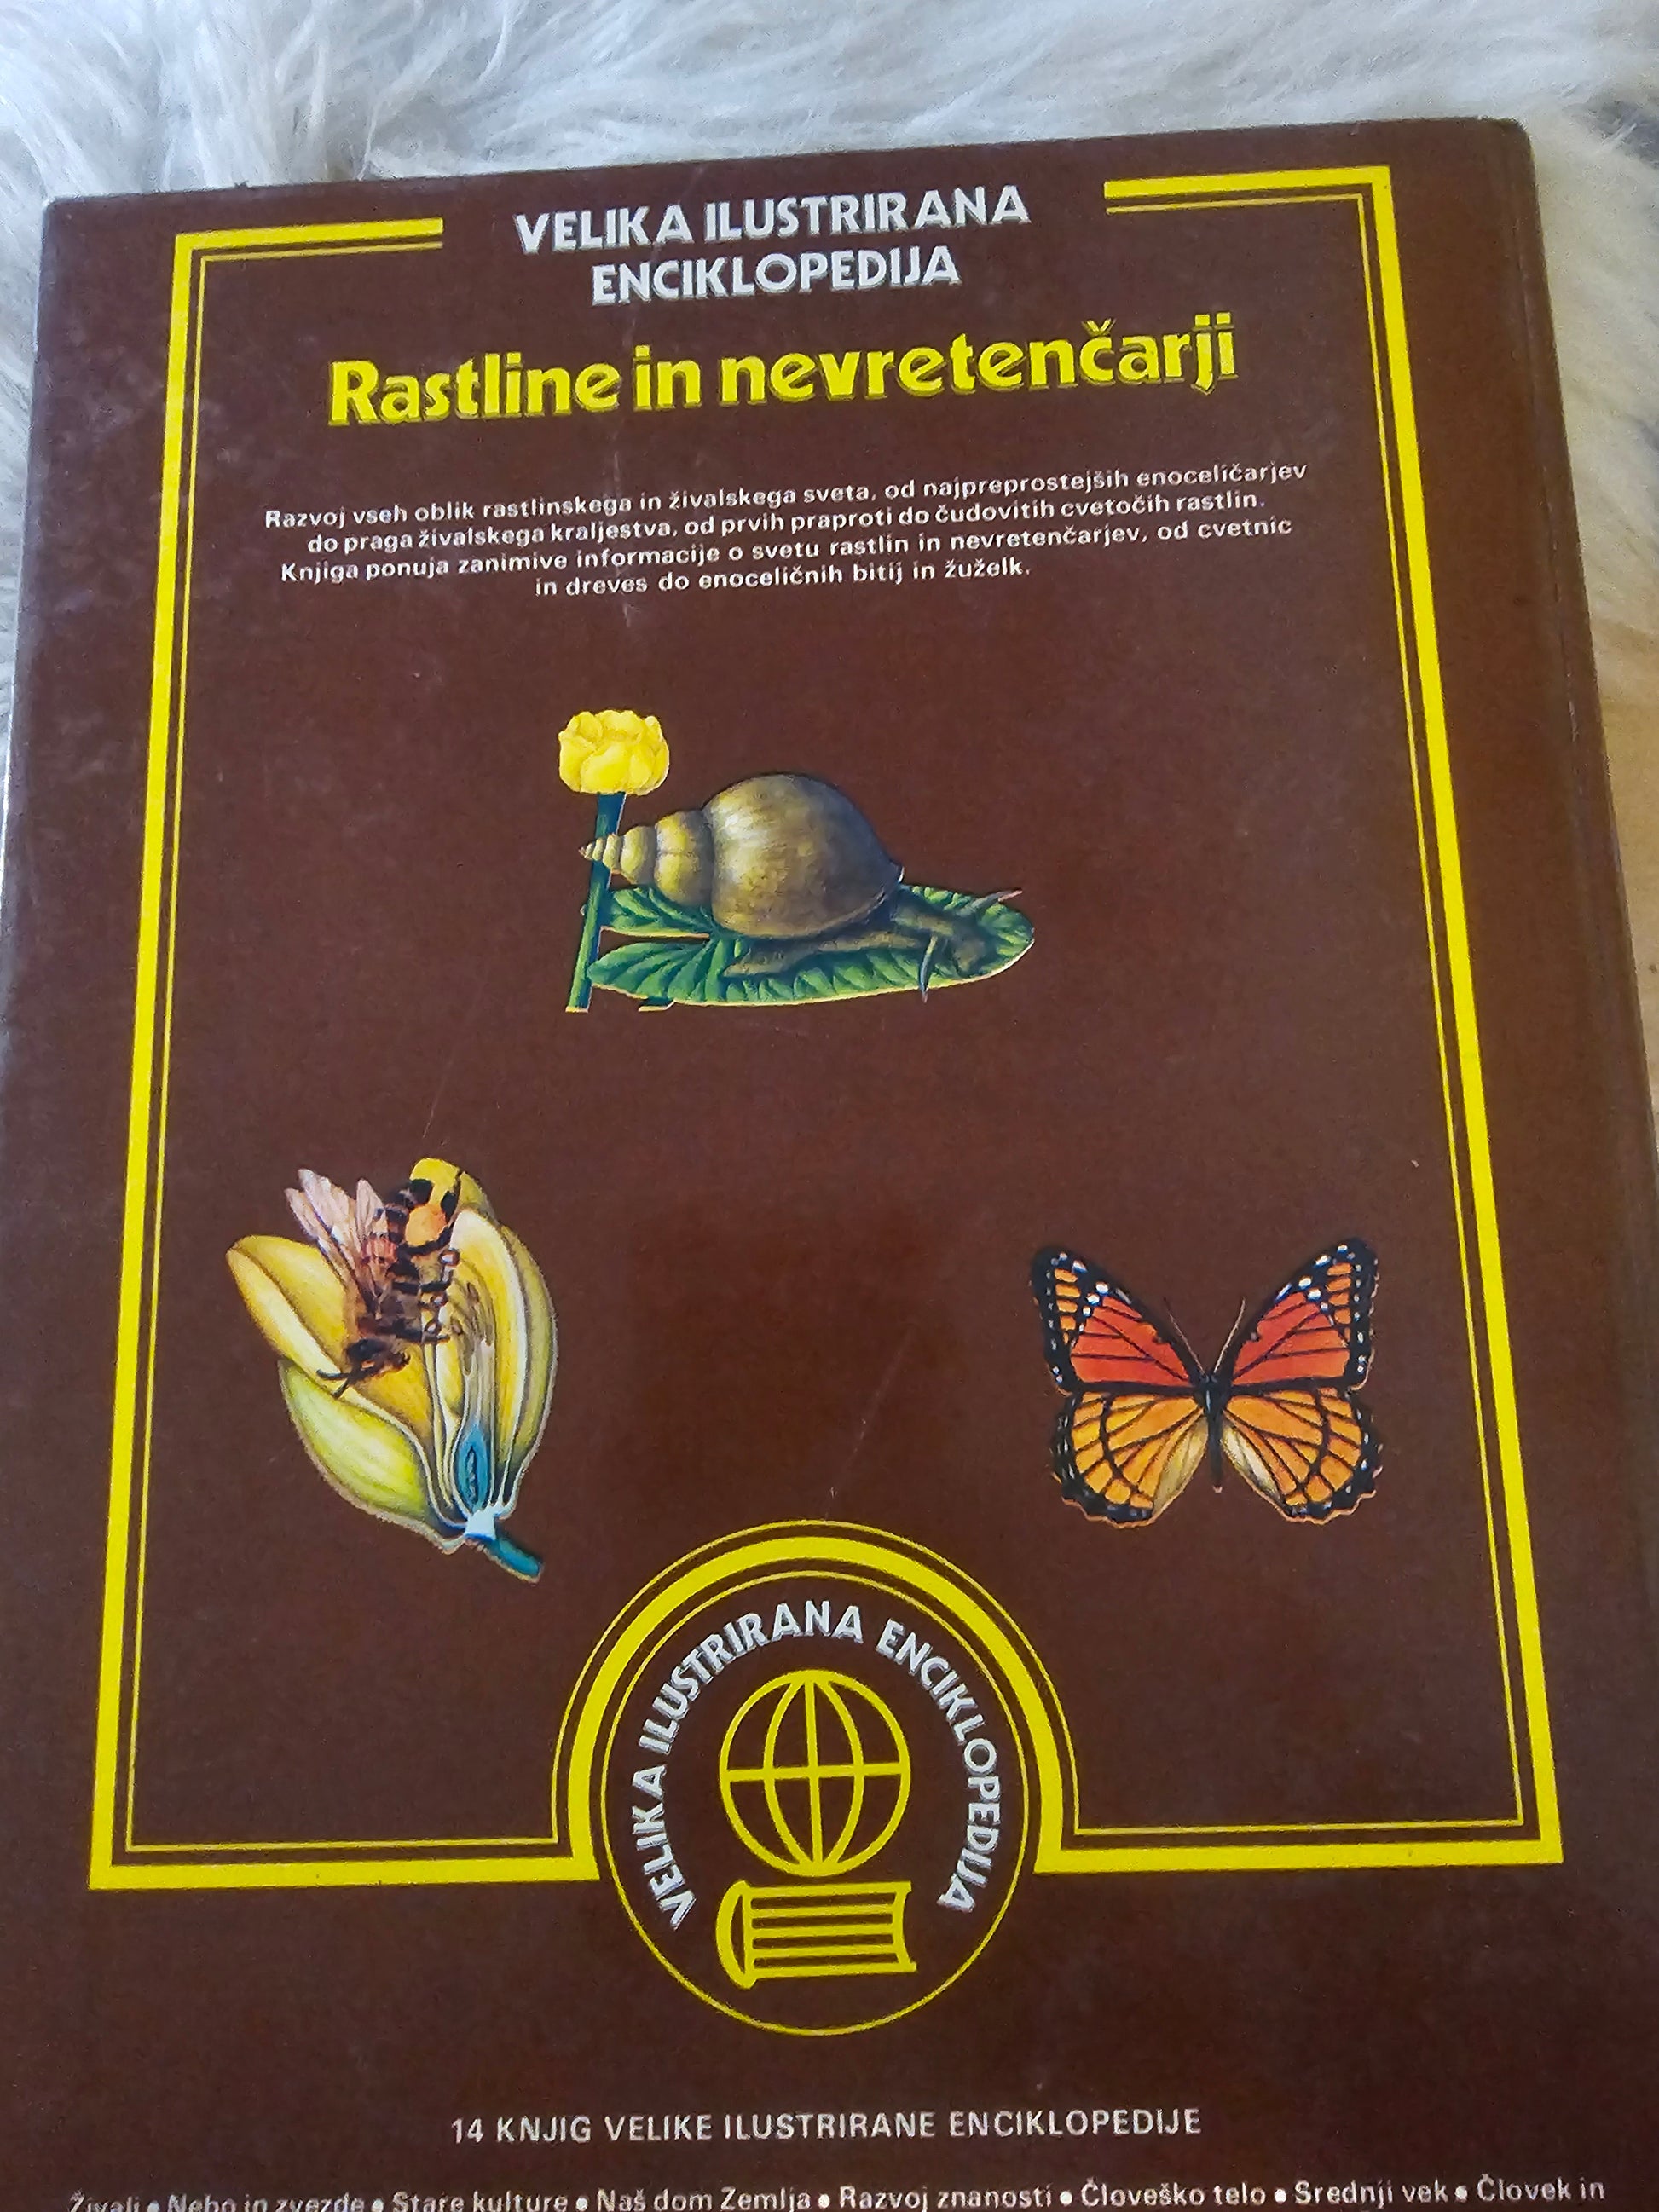 VELIKA ILUSTRIRANA
ENCIKLOPEDIJA
Rastline in nevretenčarji
Razvoj vseh oblik rastlinskega in živalskega sveta, od najpreprostejših enoceličarjev
do praga živalskega kraljestva, od prvih praproti do čudovitih cvetočih rastlin.
Knjiga ponuja zanimive informacije o svetu rastlin in nevretenčarjev, od cvetnic
in dreves do enoceličnih bitij in žuželk.
VELIKA ILUSTRIRANA ENCIKLOPEDIJA
14 KNJIG VELIKE ILUSTRIRANE ENCIKLOPEDIJE
Živali • Nebo in zvezde • Stare kulture • Naš dom Zemlja • Razvoj znanosti • Človeško telo • Srednji vek • Človek in